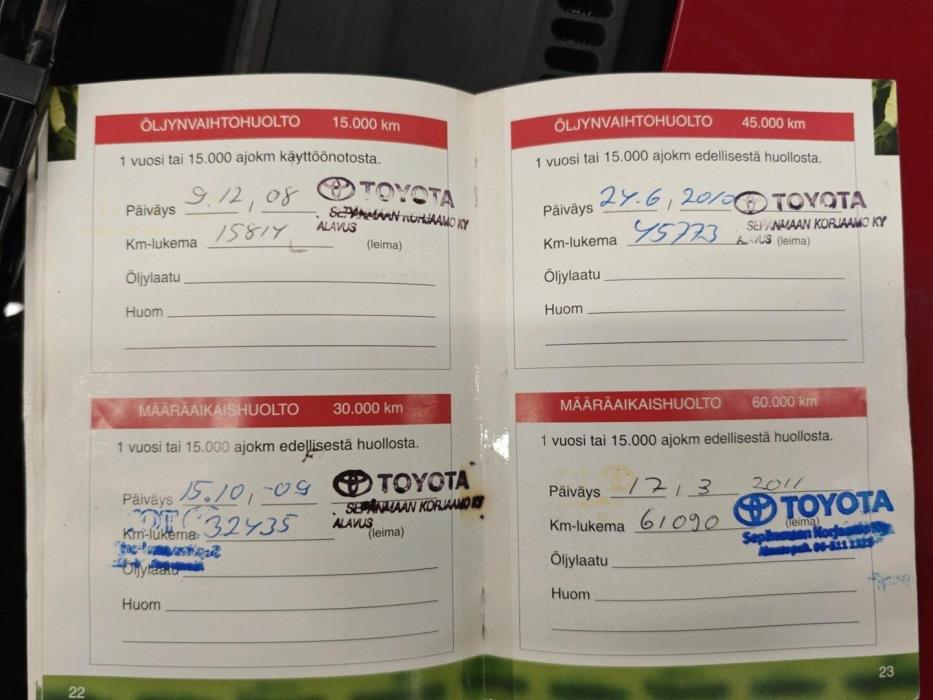 ÖLJYNVAIHTOHUOLTO 15.000 km
1 vuosi tai 15.000 ajokm käyttöönotosta.
Päiväys 9.12, 08
TOYOTA
SEPÄNMAAN KORJAAMO KY
ALAVUS
Km-lukema 15814 (leima)
Öljylaatu
Huom
MÄÄRÄAIKAISHUOLTO 30.000 km
1 vuosi tai 15.000 ajokm edellisestä huollosta.
Päiväys 15.10, -09
TOYOTA
SEPÄNMAAN KORJAAMO KY
ALAVUS
Km-lukema 32435 (leima)
Öljylaatu
Huom
22
ÖLJYNVAIHTOHUOLTO 45.000 km
1 vuosi tai 15.000 ajokm edellisestä huollosta.
Päiväys 24.6, 2010
TOYOTA
SEPÄNMAAN KORJAAMO KY
ALAVUS
Km-lukema 45773 (leima)
Öljylaatu
Huom
MÄÄRÄAIKAISHUOLTO 60.000 km
1 vuosi tai 15.000 ajokm edellisestä huollosta.
Päiväys 17, 3 2011
TOYOTA
Sepänmaan Korjaamo
Km-lukema 61090 (leima)
Öljylaatu
Huom
23